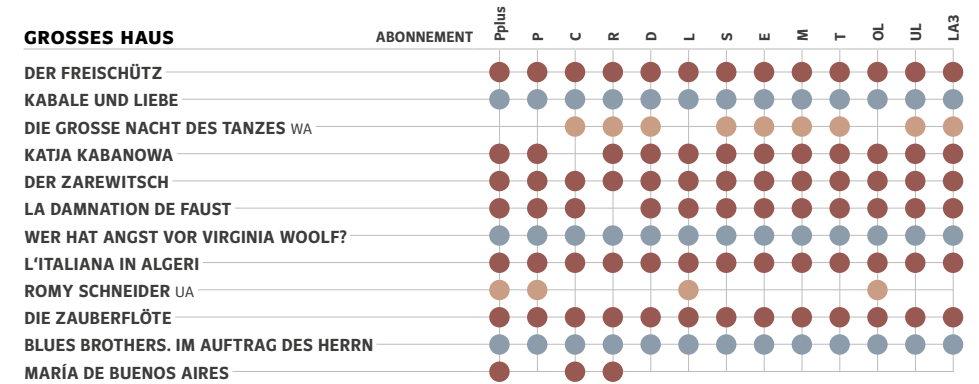 GROSSES HAUS ABONNEMENT Pplus P C R D L S E M T OL UL LA3
DER FREISCHÜTZ
KABALE UND LIEBE
DIE GROSSE NACHT DES TANZES WA
KATJA KABANOWA
DER ZAREWITSCH
LA DAMNATION DE FAUST
WER HAT ANGST VOR VIRGINIA WOOLF?
L‘ITALIANA IN ALGERI
ROMY SCHNEIDER UA
DIE ZAUBERFLÖTE
BLUES BROTHERS. IM AUFTRAG DES HERRN
MARÍA DE BUENOS AIRES